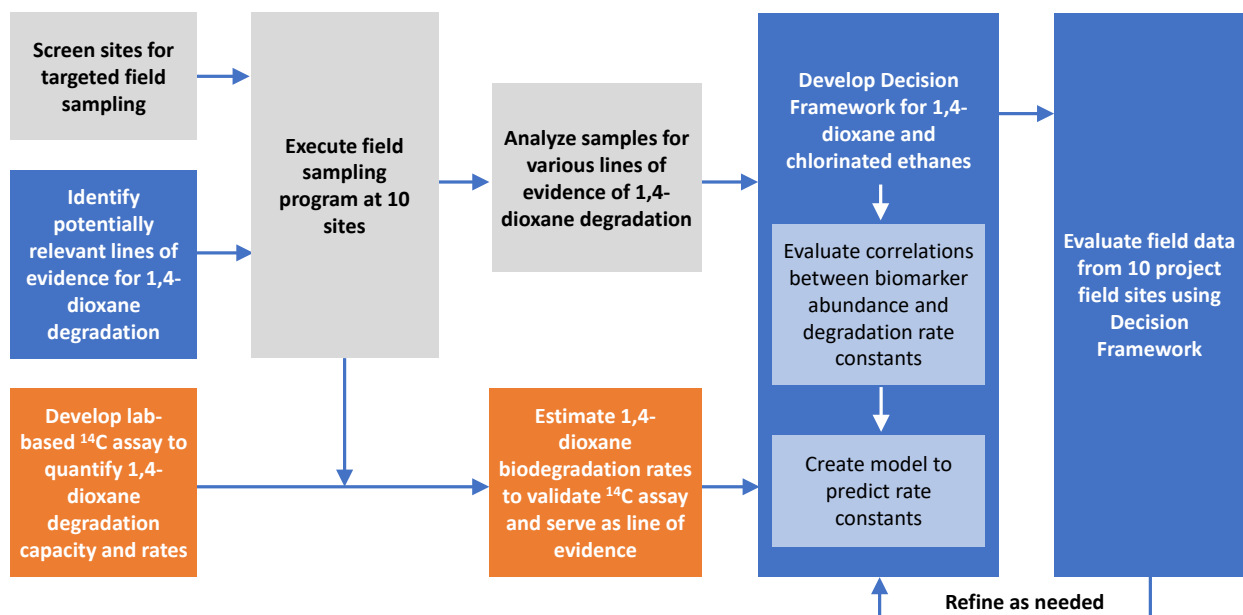 Screen sites for
targeted field
sampling
Identify
potentially
relevant lines of
evidence for 1,4-
dioxane
degradation
Develop lab-
based ¹⁴C assay to
quantify 1,4-
dioxane
degradation
capacity and rates
Execute field
sampling
program at 10
sites
Analyze samples for
various lines of
evidence of 1,4-
dioxane degradation
Estimate 1,4-
dioxane
biodegradation rates
to validate ¹⁴C assay
and serve as line of
evidence
Develop Decision
Framework for 1,4-
dioxane and
chlorinated ethanes
Evaluate correlations
between biomarker
abundance and
degradation rate
constants
Create model to
predict rate
constants
Evaluate field data
from 10 project
field sites using
Decision
Framework
Refine as needed